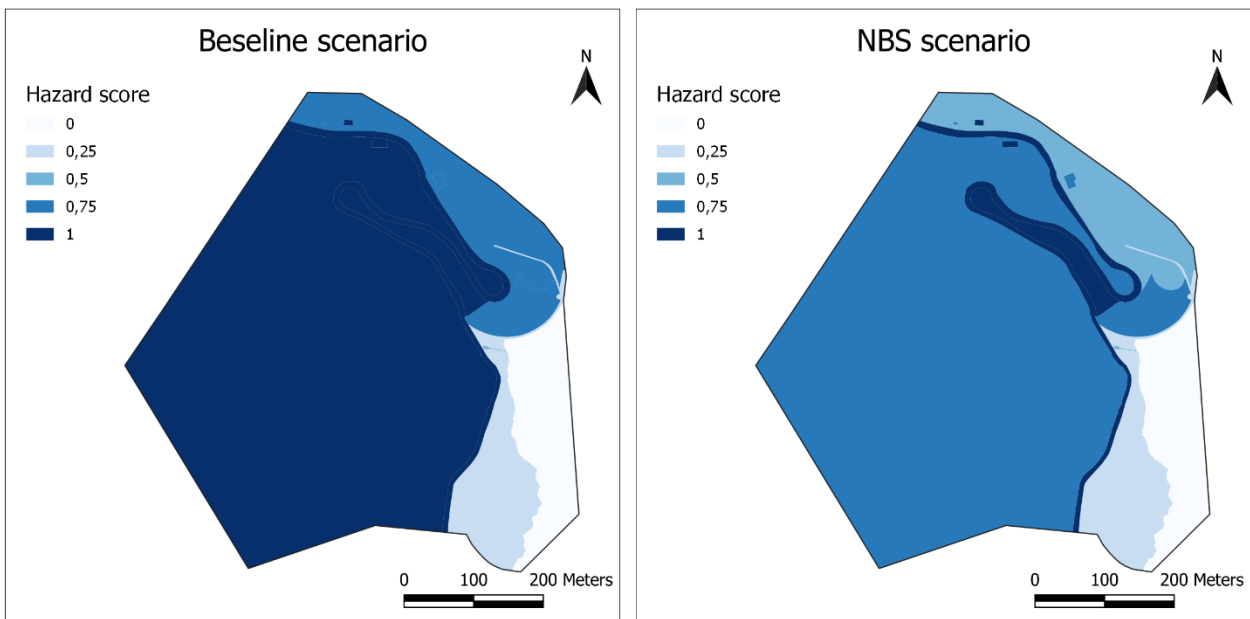 Beseline scenario
N
Hazard score
0
0,25
0,5
0,75
1
0 100 200 Meters
NBS scenario
N
Hazard score
0
0,25
0,5
0,75
1
0 100 200 Meters